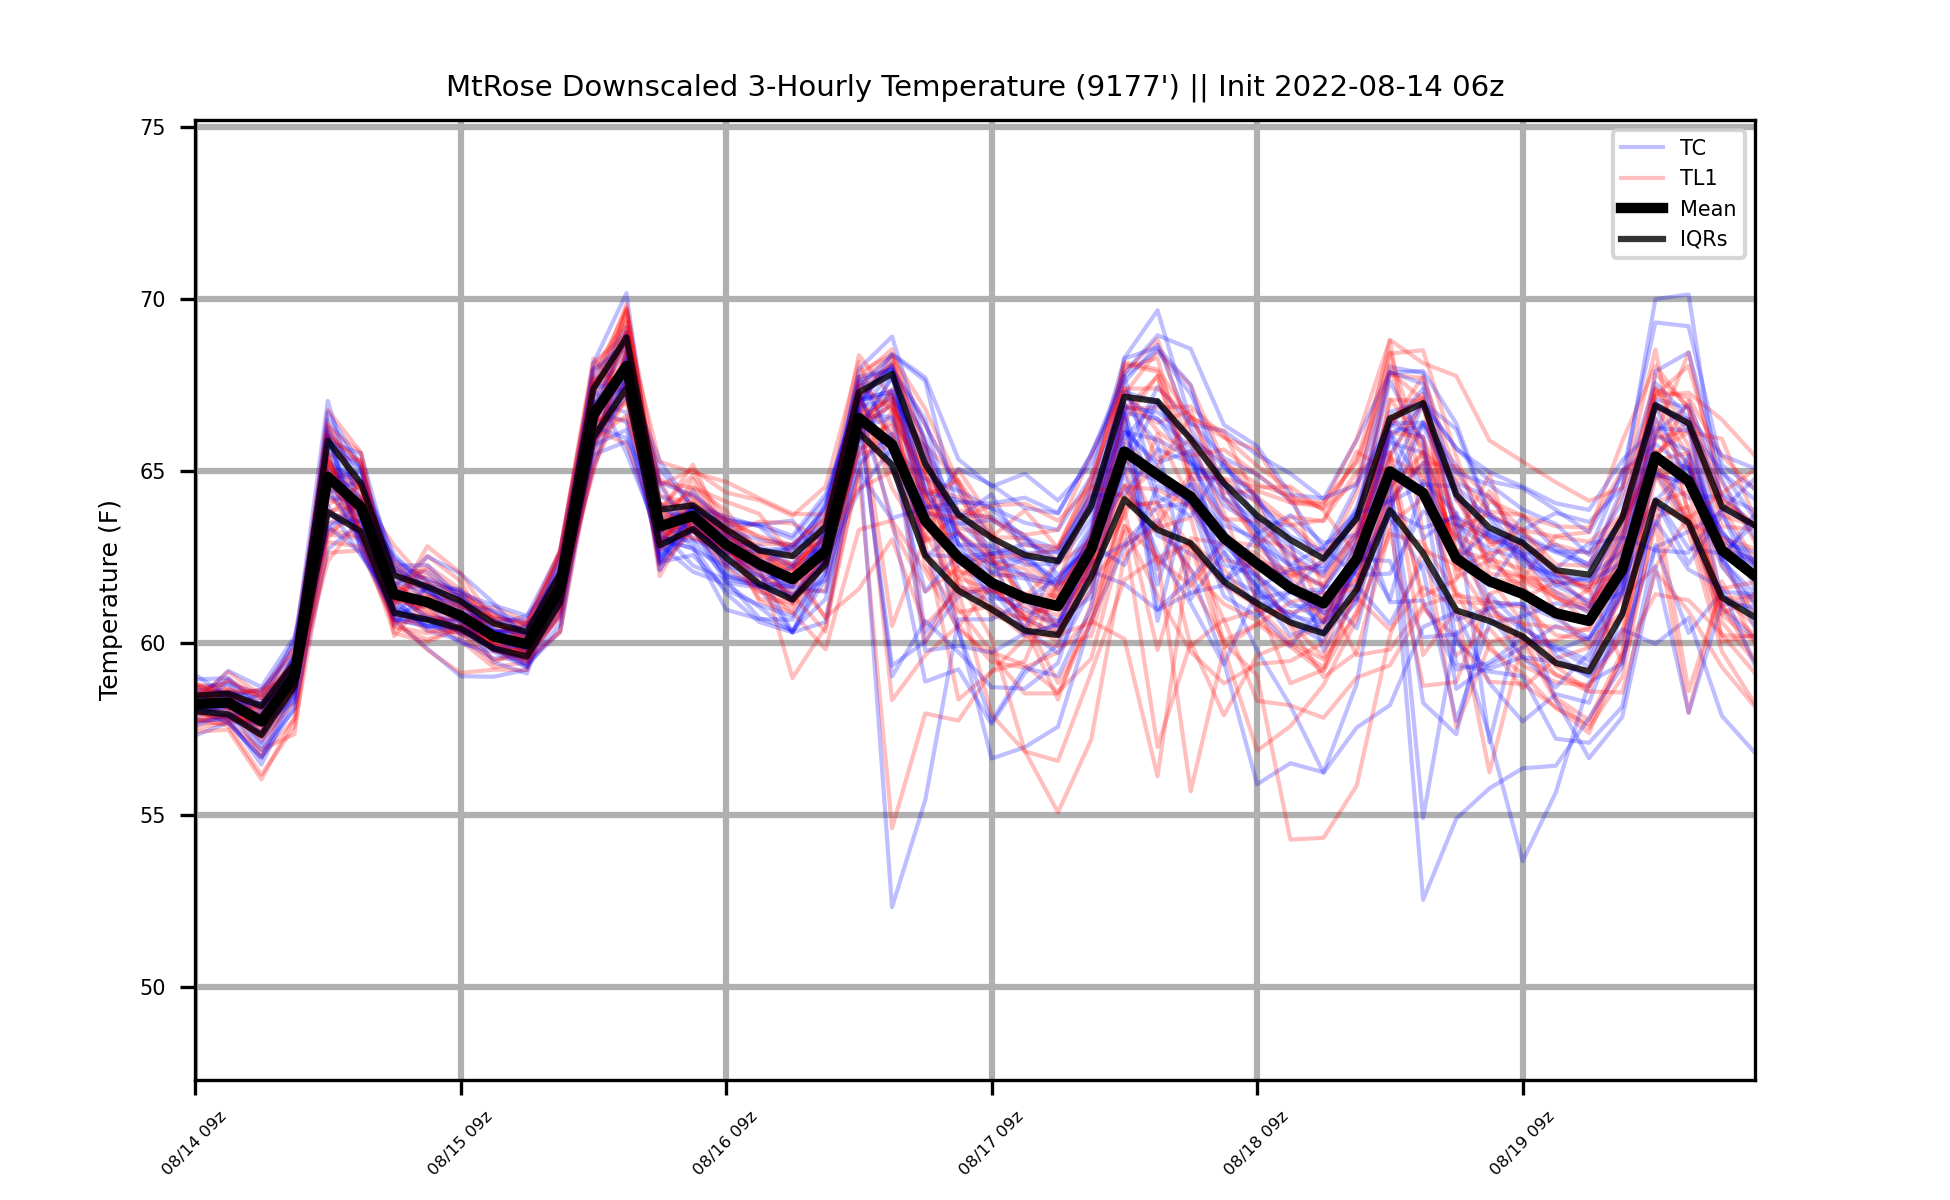 MtRose Downscaled 3-Hourly Temperature (9177') || Init 2022-08-14 06z
75
70
65
60
55
50
Temperature (F)
TC
TL1
Mean
IQRs
08/14 09z
08/15 09z
08/16 09z
08/17 09z
08/18 09z
08/19 09z